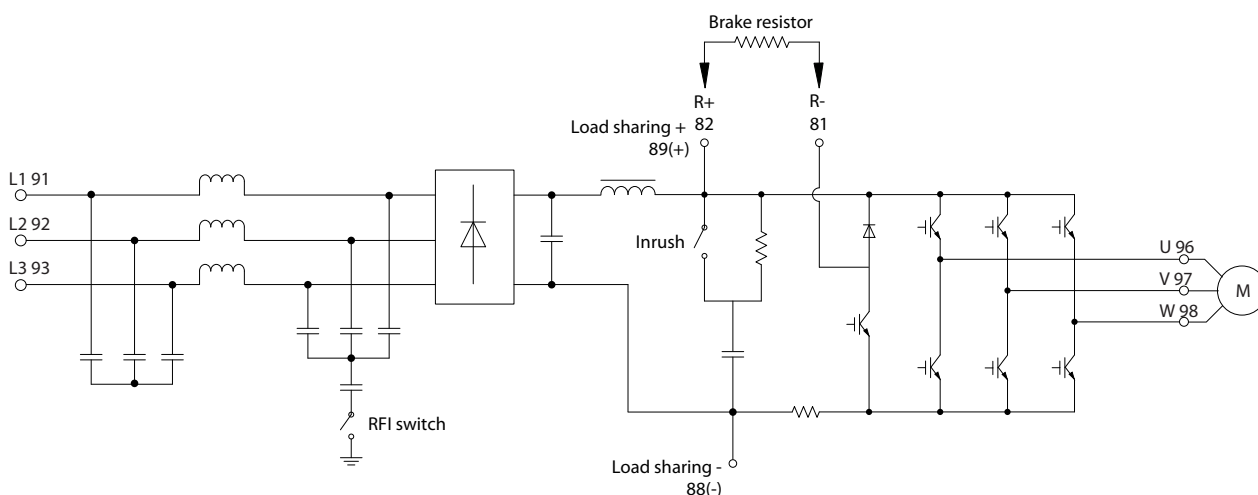 Brake resistor
R+
82
R-
81
Load sharing +
89(+)
L1 91
L2 92
L3 93
Inrush
U 96
V 97
W 98
M
RFI switch
Load sharing -
88(-)